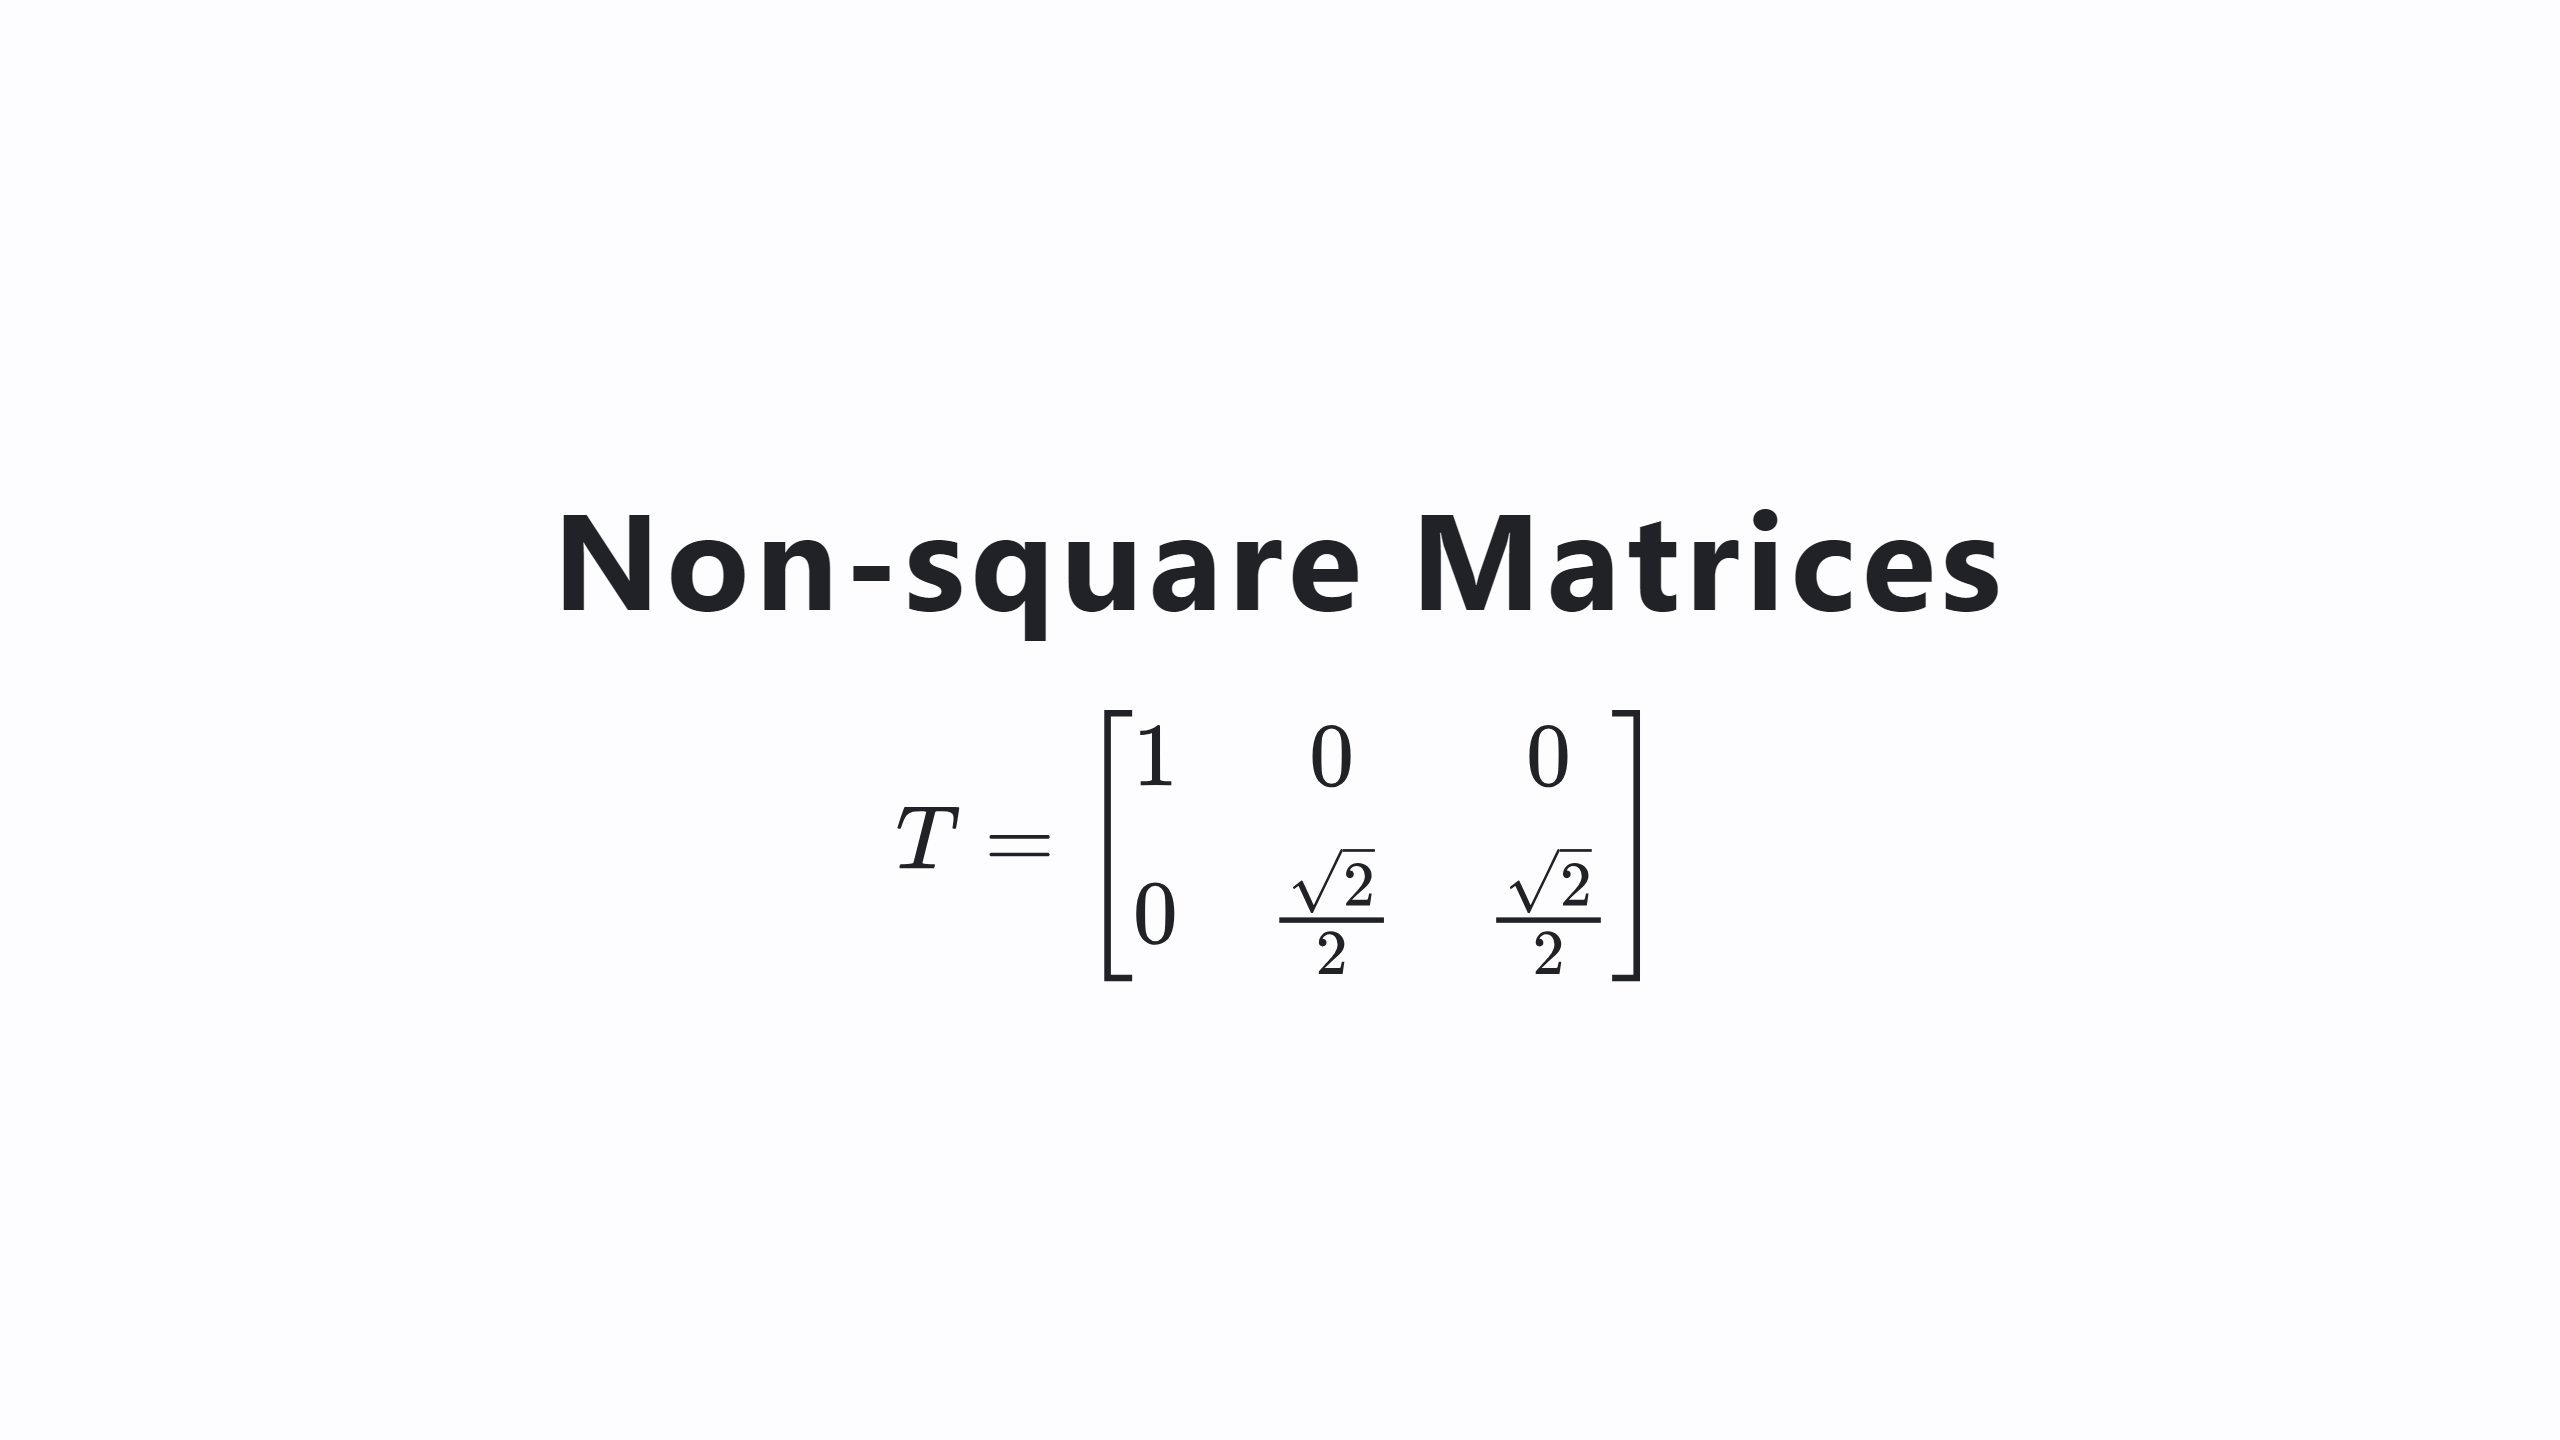 Non-square Matrices
T = [1 0 0
0 √2/2 √2/2]